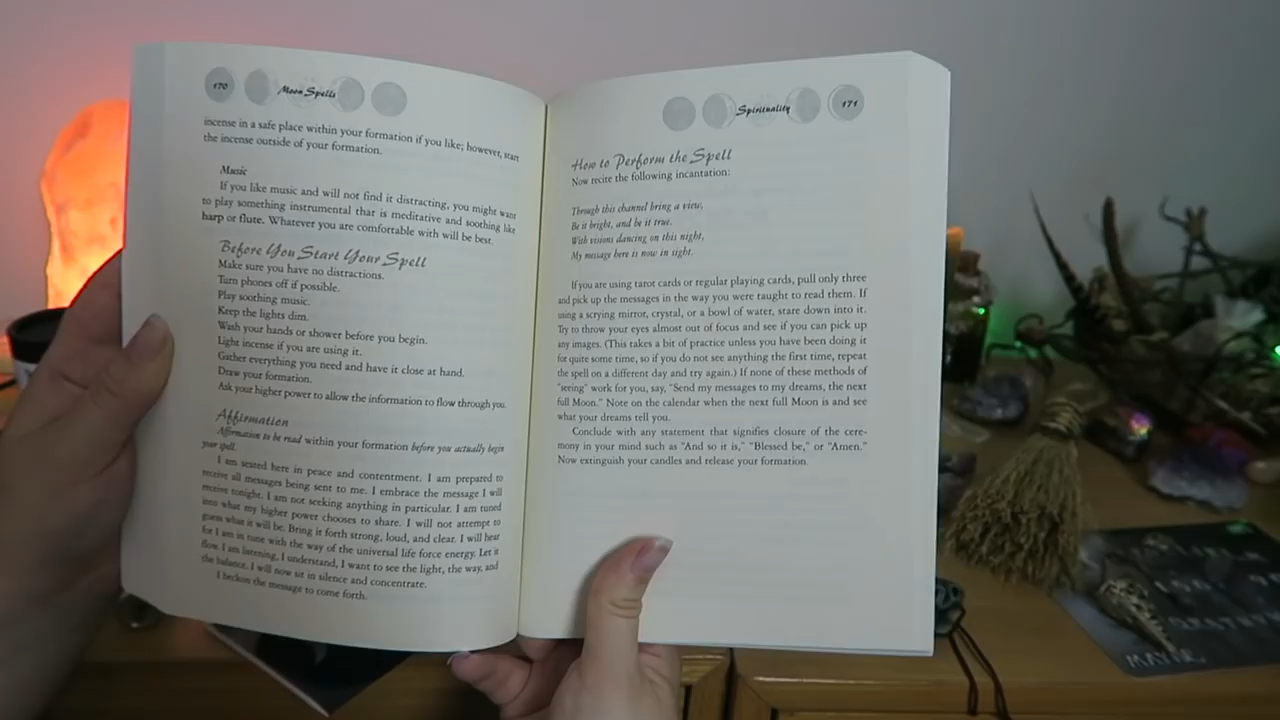 170
Moon Spells
incense in a safe place within your formation if you like; however, start
the incense outside of your formation.
Music
If you like music and will not find it distracting, you might want
to play something instrumental that is meditative and soothing like
harp or flute. Whatever you are comfortable with will be best.
Before You Start Your Spell
Make sure you have no distractions.
Turn phones off if possible.
Play soothing music.
Keep the lights dim.
Wash your hands or shower before you begin.
Light incense if you are using it.
Gather everything you need and have it close at hand.
Draw your formation.
Ask your higher power to allow the information to flow through you.
Affirmation
Affirmation to be read within your formation before you actually begin
your spell.
I am seated here in peace and contentment. I am prepared to
receive all messages being sent to me. I embrace the message I will
receive tonight. I am not seeking anything in particular. I am tuned
into what my higher power chooses to share. I will not attempt to
guess what it will be. Bring it forth strong, loud, and clear. I will hear
for I am in tune with the way of the universal life force energy. Let it
flow. I am listening, I understand, I want to see the light, the way, and
the balance. I will now sit in silence and concentrate.
I beckon the message to come forth.
Spirituality
171
How to Perform the Spell
Now recite the following incantation:
Through this channel bring a view,
Be it bright, and be it true.
With visions dancing on this night,
My message here is now in sight.
If you are using tarot cards or regular playing cards, pull only three
and pick up the messages in the way you were taught to read them. If
using a scrying mirror, crystal, or a bowl of water, stare down into it.
Try to throw your eyes almost out of focus and see if you can pick up
any images. (This takes a bit of practice unless you have been doing it
for quite some time, so if you do not see anything the first time, repeat
the spell on a different day and try again.) If none of these methods of
"seeing" work for you, say, "Send my messages to my dreams, the next
full Moon." Note on the calendar when the next full Moon is and see
what your dreams tell you.
Conclude with any statement that signifies closure of the cere-
mony in your mind such as "And so it is," "Blessed be," or "Amen."
Now extinguish your candles and release your formation.